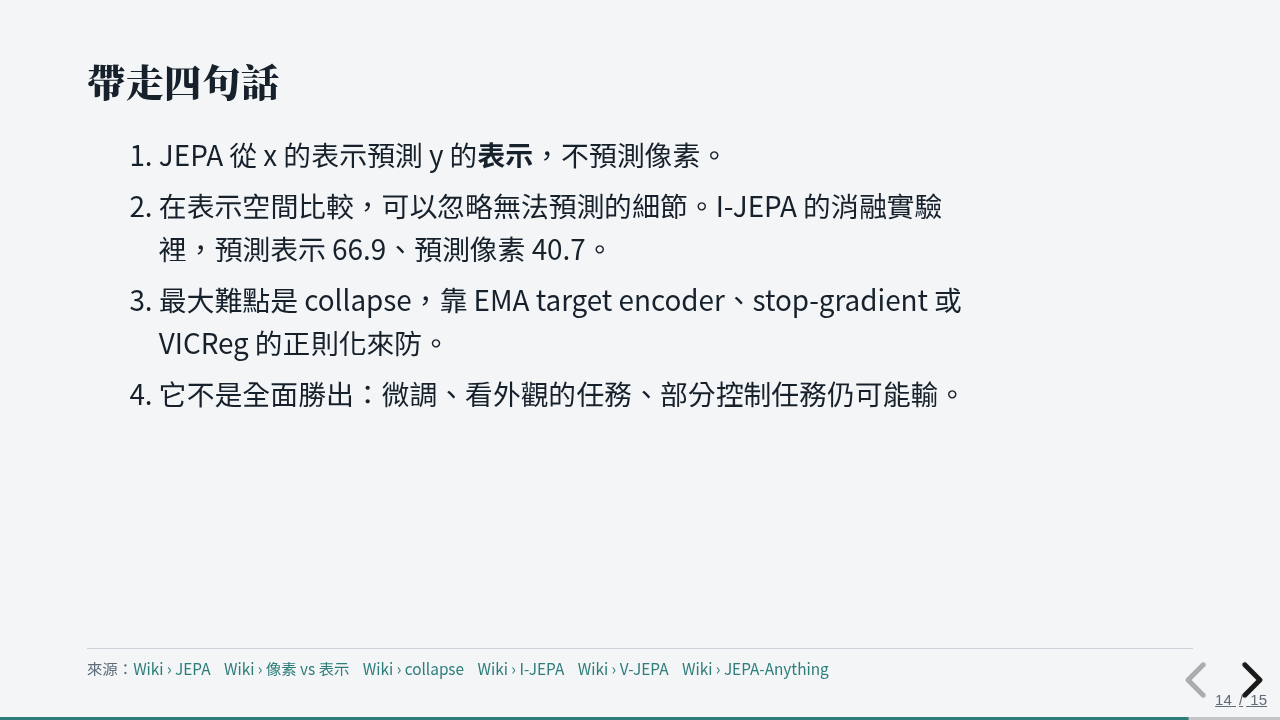 帶走四句話
1. JEPA 從 x 的表示預測 y 的表示，不預測像素。
2. 在表示空間比較，可以忽略無法預測的細節。I-JEPA 的消融實驗
裡，預測表示 66.9、預測像素 40.7。
3. 最大難點是 collapse，靠 EMA target encoder、stop-gradient 或
VICReg 的正則化來防。
4. 它不是全面勝出：微調、看外觀的任務、部分控制任務仍可能輸。
來源：Wiki › JEPA Wiki › 像素 vs 表示 Wiki › collapse Wiki › I-JEPA Wiki › V-JEPA Wiki › JEPA-Anything
14 / 15